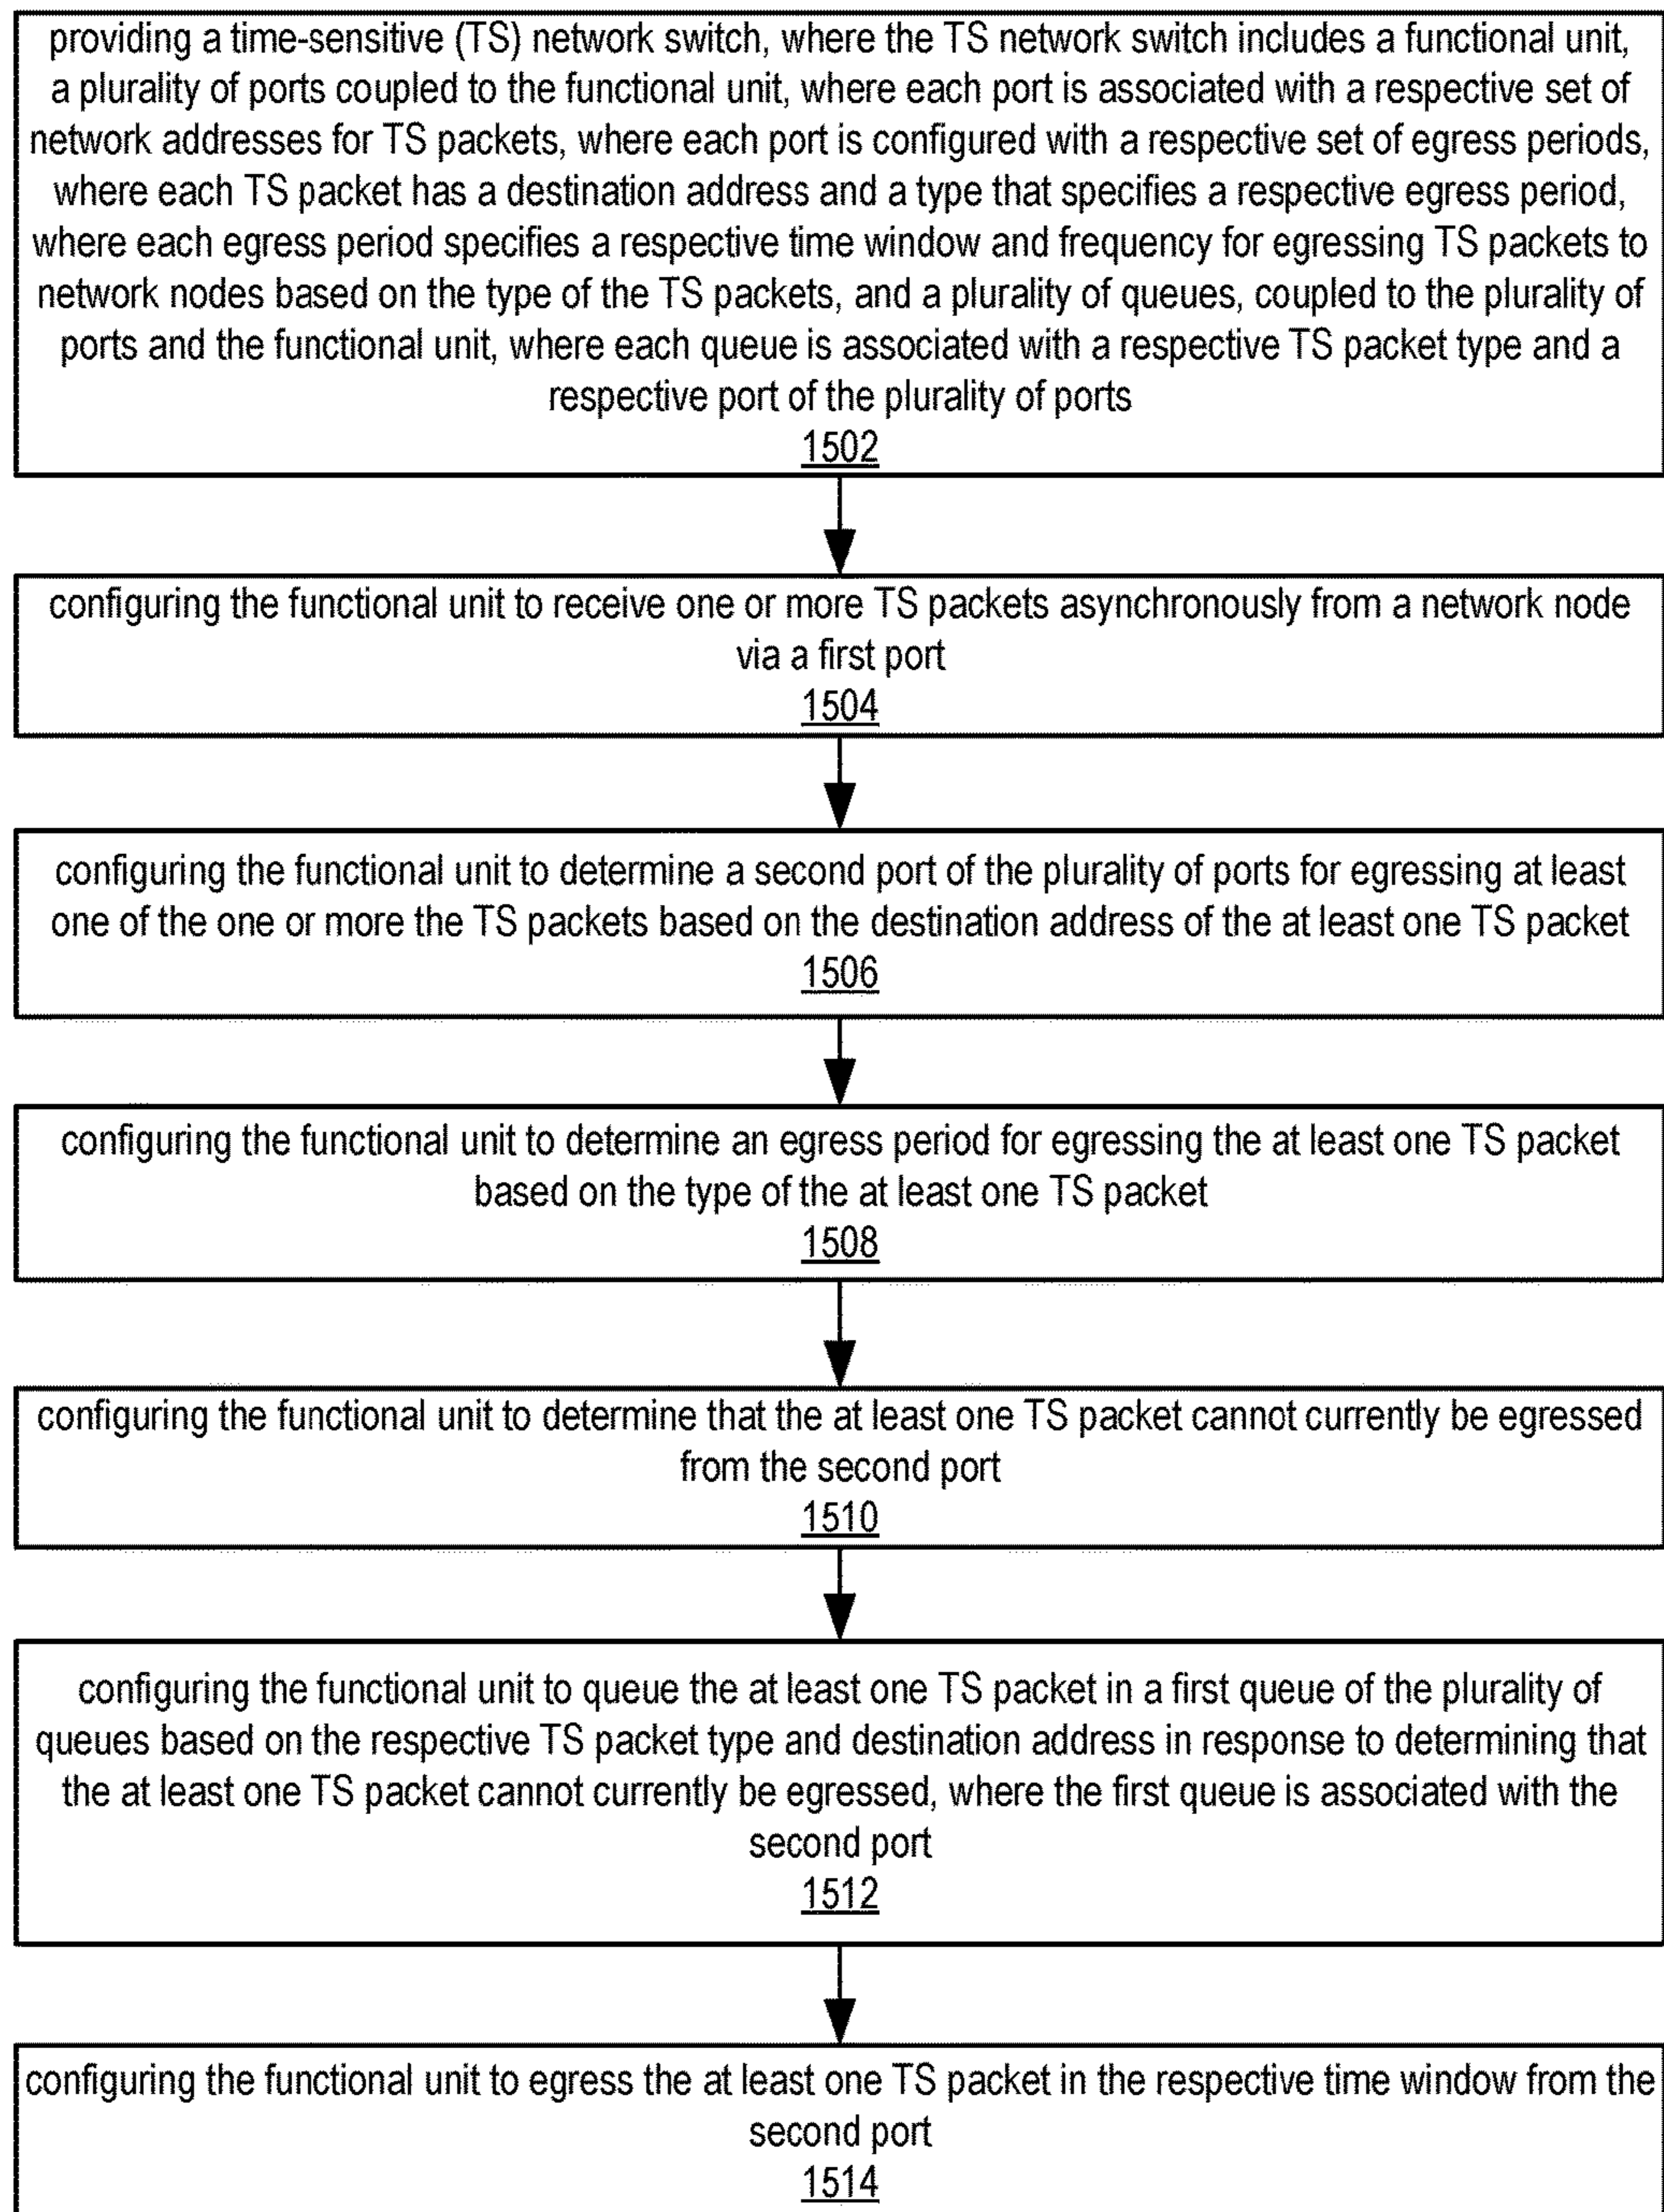 providing a time-sensitive (TS) network switch, where the TS network switch includes a functional unit,
a plurality of ports coupled to the functional unit, where each port is associated with a respective set of
network addresses for TS packets, where each port is configured with a respective set of egress periods,
where each TS packet has a destination address and a type that specifies a respective egress period,
where each egress period specifies a respective time window and frequency for egressing TS packets to
network nodes based on the type of the TS packets, and a plurality of queues, coupled to the plurality of
ports and the functional unit, where each queue is associated with a respective TS packet type and a
respective port of the plurality of ports
1502
configuring the functional unit to receive one or more TS packets asynchronously from a network node
via a first port
1504
configuring the functional unit to determine a second port of the plurality of ports for egressing at least
one of the one or more the TS packets based on the destination address of the at least one TS packet
1506
configuring the functional unit to determine an egress period for egressing the at least one TS packet
based on the type of the at least one TS packet
1508
configuring the functional unit to determine that the at least one TS packet cannot currently be egressed
from the second port
1510
configuring the functional unit to queue the at least one TS packet in a first queue of the plurality of
queues based on the respective TS packet type and destination address in response to determining that
the at least one TS packet cannot currently be egressed, where the first queue is associated with the
second port
1512
configuring the functional unit to egress the at least one TS packet in the respective time window from the
second port
1514